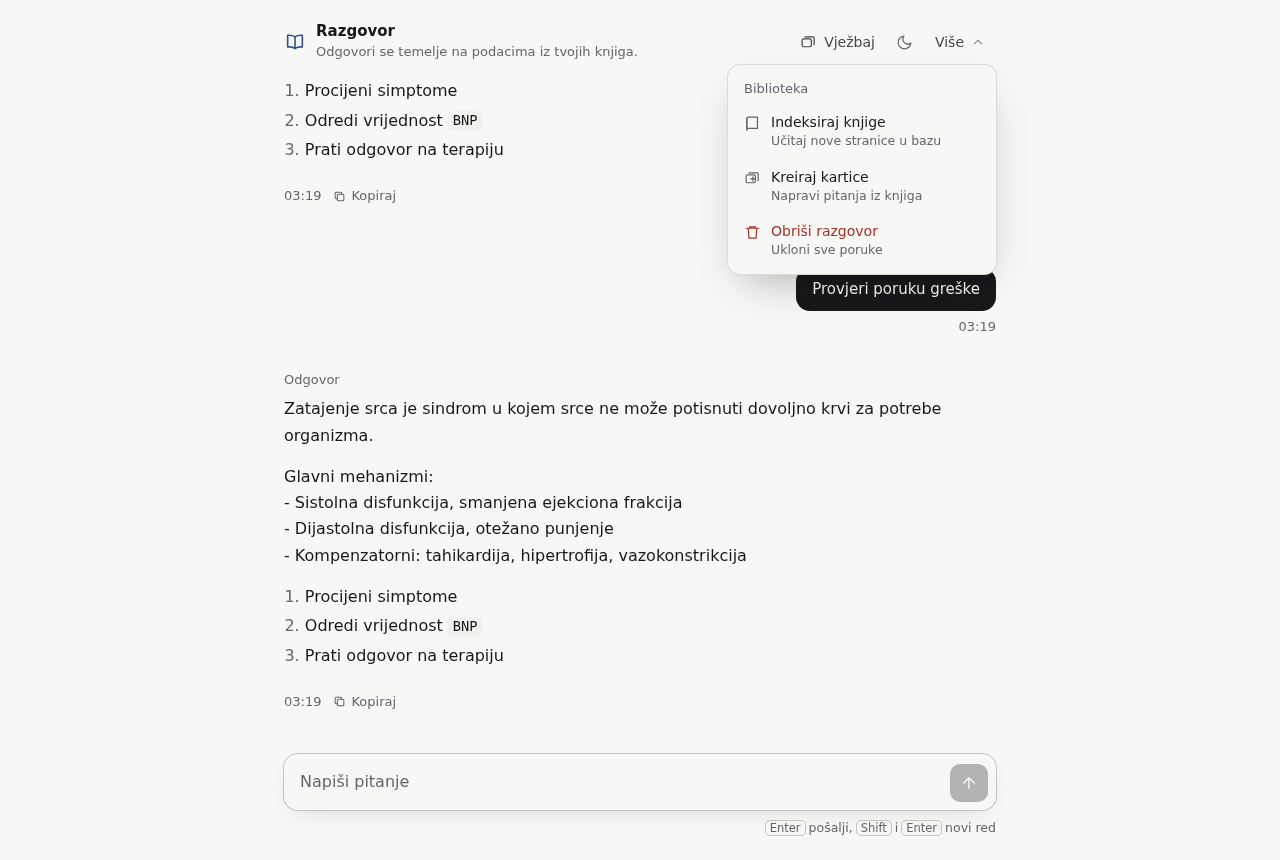 Razgovor
Odgovori se temelje na podacima iz tvojih knjiga.
Vježbaj
Više
Biblioteka
Indeksiraj knjige
Učitaj nove stranice u bazu
Kreiraj kartice
Napravi pitanja iz knjiga
Obriši razgovor
Ukloni sve poruke
1. Procijeni simptome
2. Odredi vrijednost BNP
3. Prati odgovor na terapiju
03:19 Kopiraj
Provjeri poruku greške
03:19
Odgovor
Zatajenje srca je sindrom u kojem srce ne može potisnuti dovoljno krvi za potrebe
organizma.
Glavni mehanizmi:
- Sistolna disfunkcija, smanjena ejekciona frakcija
- Dijastolna disfunkcija, otežano punjenje
- Kompenzatorni: tahikardija, hipertrofija, vazokonstrikcija
1. Procijeni simptome
2. Odredi vrijednost BNP
3. Prati odgovor na terapiju
03:19 Kopiraj
Napiši pitanje
Enter pošalji, Shift i Enter novi red